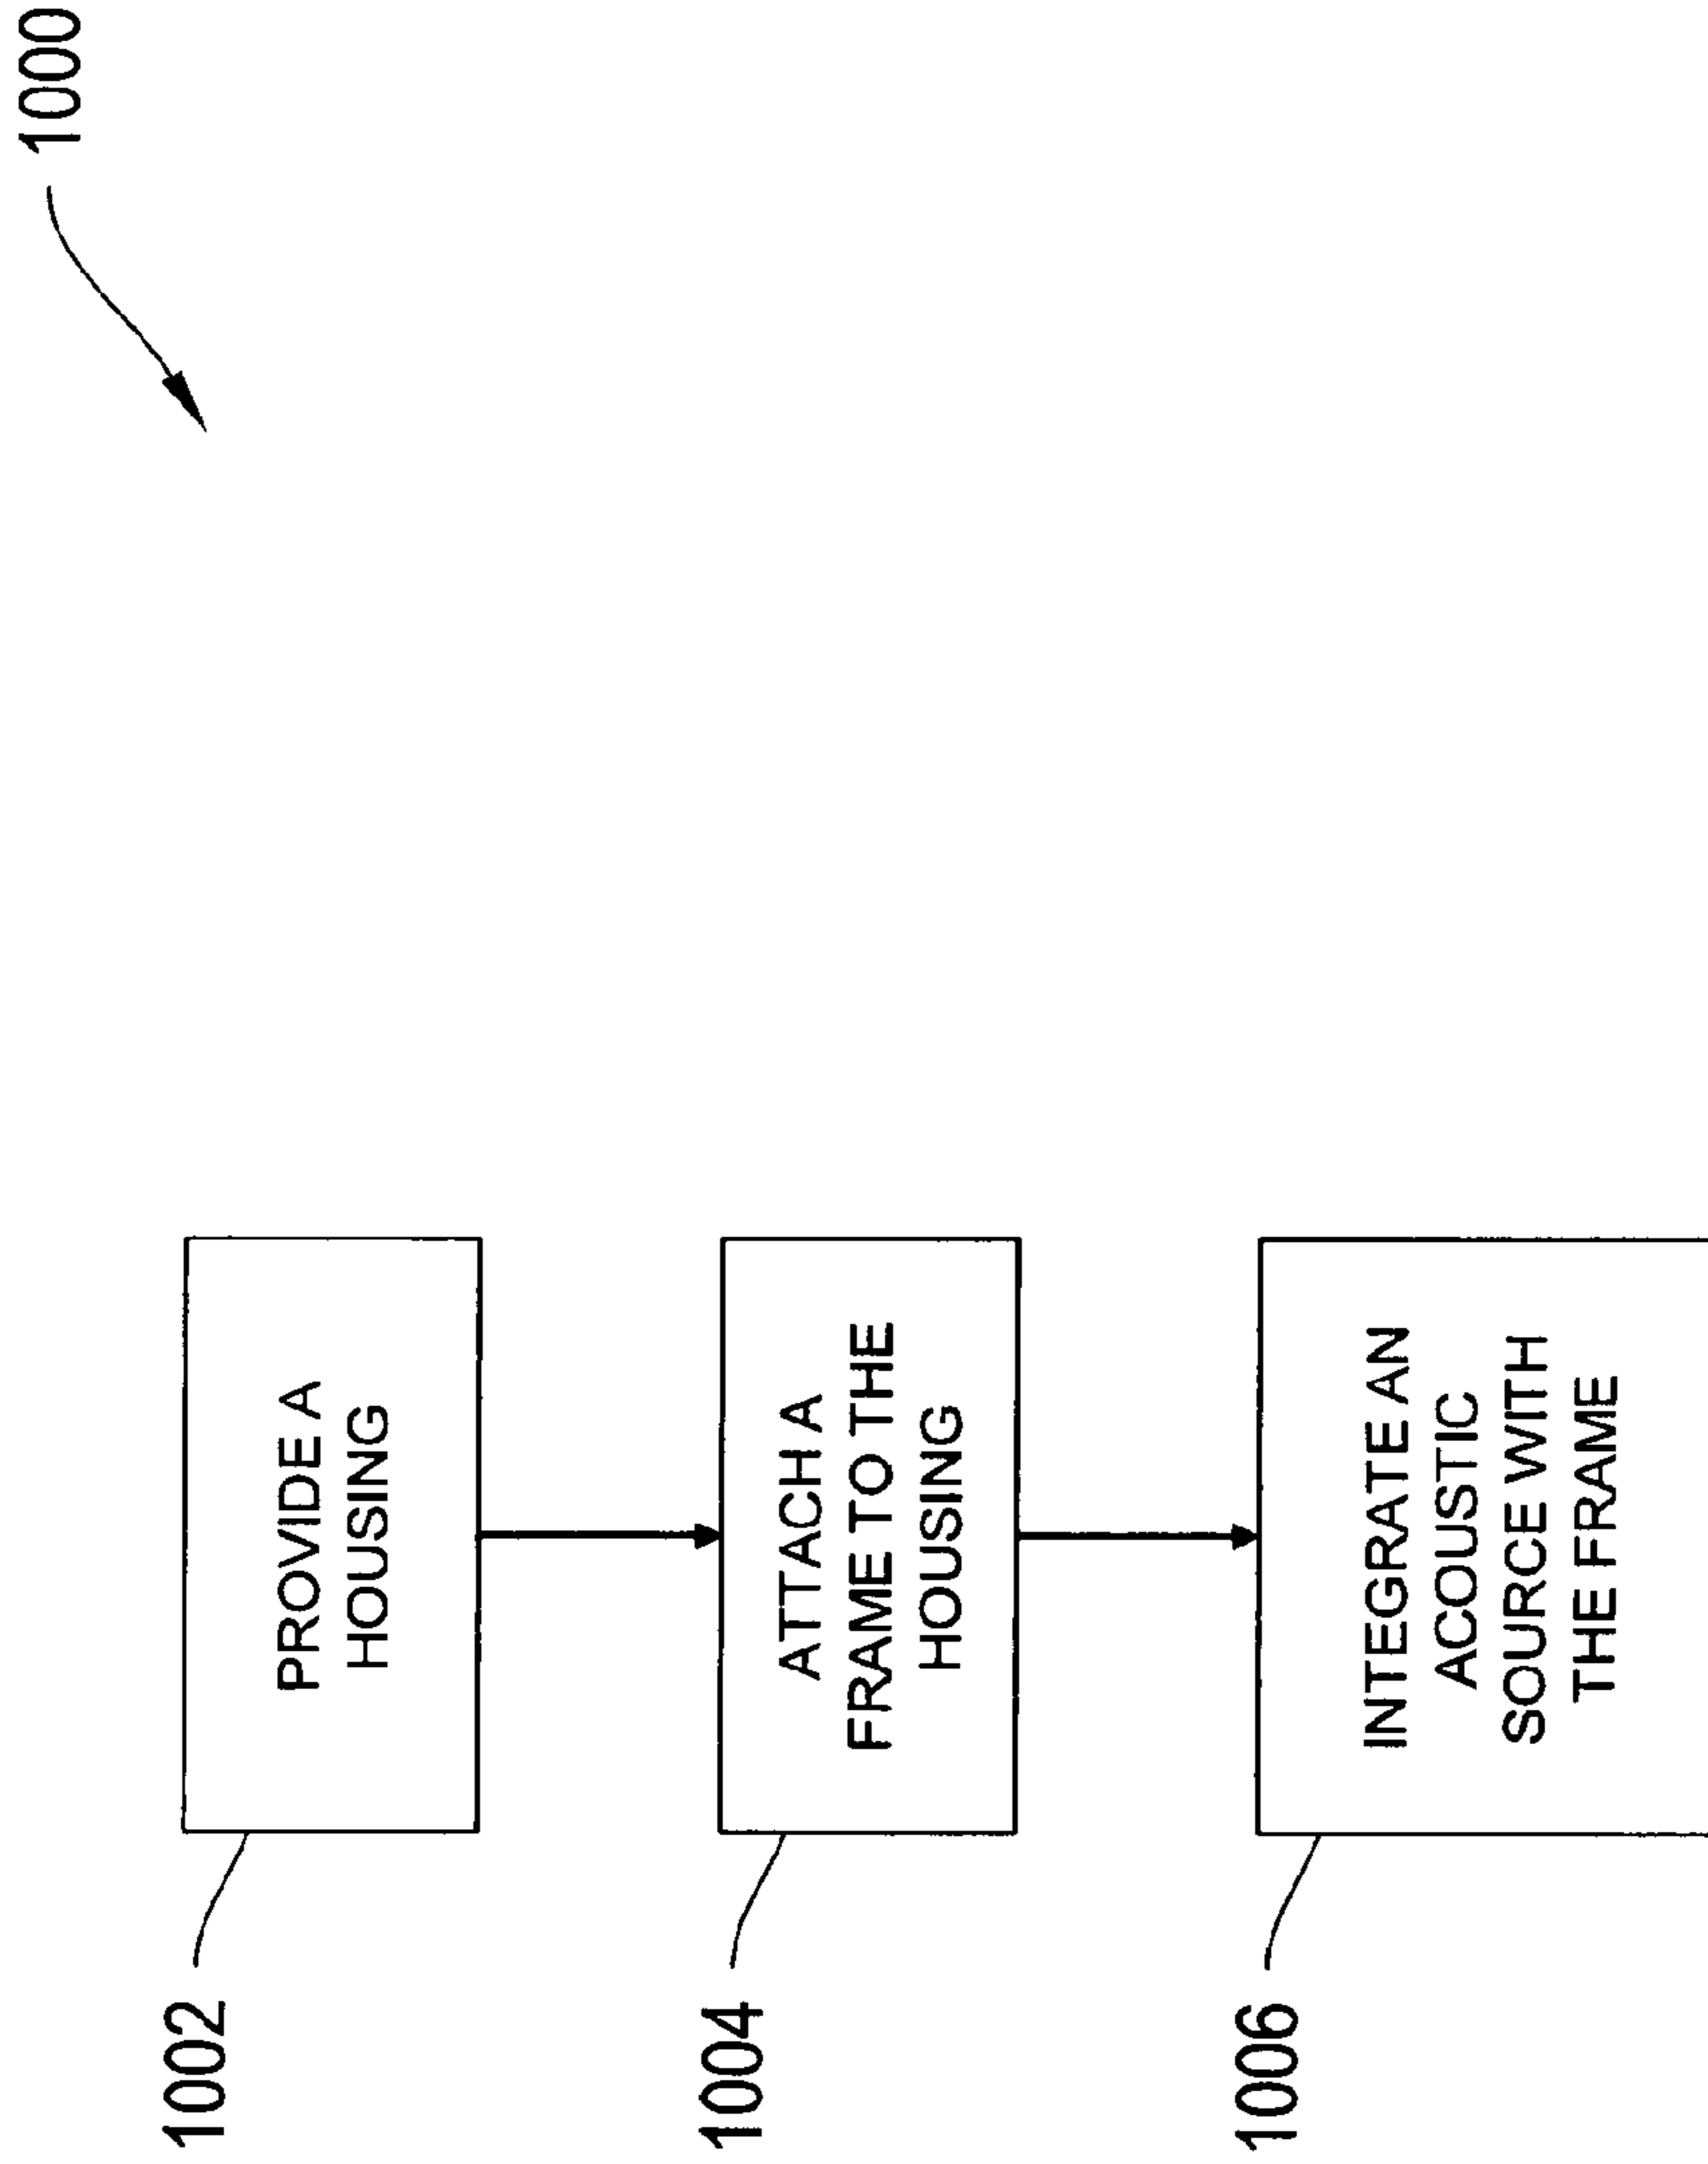 1000
1002
PROVIDE A
HOUSING
1004
ATTACH A
FRAME TO THE
HOUSING
1006
INTEGRATE AN
ACOUSTIC
SOURCE WITH
THE FRAME